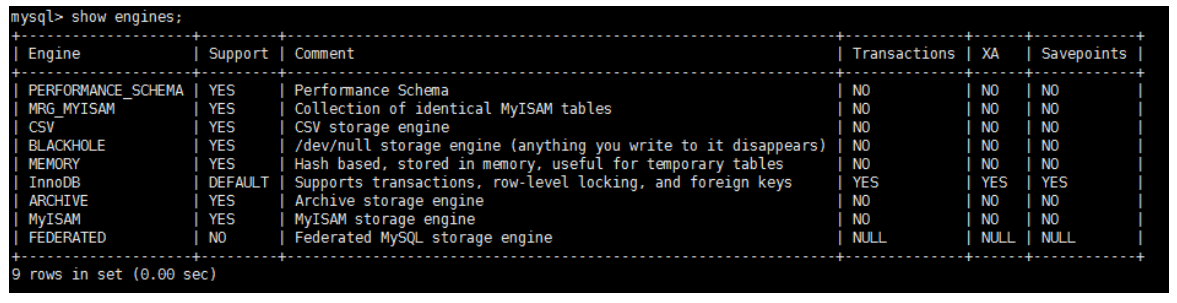 mysql> show engines;
+--------------------+---------+----------------------------------------------------------------+--------------+------+------------+
| Engine             | Support | Comment                                                        | Transactions | XA   | Savepoints |
+--------------------+---------+----------------------------------------------------------------+--------------+------+------------+
| PERFORMANCE_SCHEMA | YES     | Performance Schema                                             | NO           | NO   | NO         |
| MRG_MYISAM         | YES     | Collection of identical MyISAM tables                          | NO           | NO   | NO         |
| CSV                | YES     | CSV storage engine                                             | NO           | NO   | NO         |
| BLACKHOLE          | YES     | /dev/null storage engine (anything you write to it disappears) | NO           | NO   | NO         |
| MEMORY             | YES     | Hash based, stored in memory, useful for temporary tables      | NO           | NO   | NO         |
| InnoDB             | DEFAULT | Supports transactions, row-level locking, and foreign keys     | YES          | YES  | YES        |
| ARCHIVE            | YES     | Archive storage engine                                         | NO           | NO   | NO         |
| MyISAM             | YES     | MyISAM storage engine                                          | NO           | NO   | NO         |
| FEDERATED          | NO      | Federated MySQL storage engine                                 | NULL         | NULL | NULL       |
+--------------------+---------+----------------------------------------------------------------+--------------+------+------------+
9 rows in set (0.00 sec)